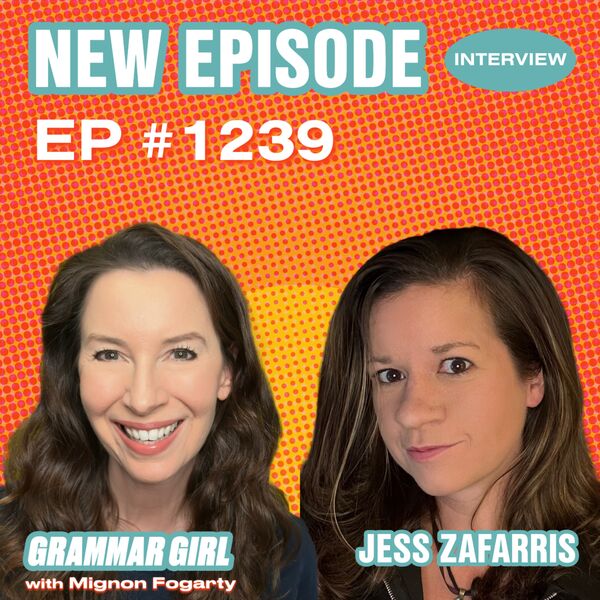 NEW EPISODE
INTERVIEW
EP #1239
GRAMMAR GIRL
with Mignon Fogarty
JESS ZAFARRIS